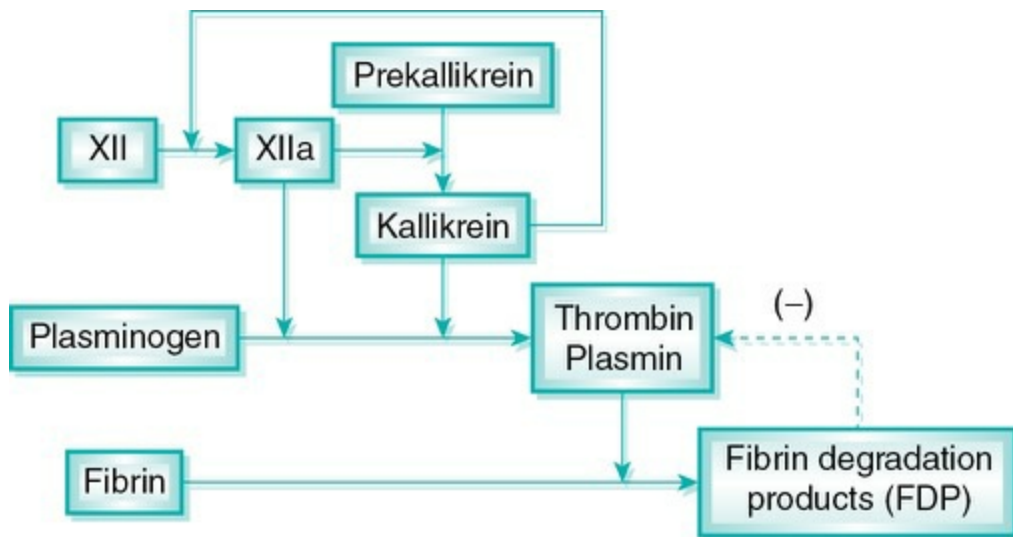 Prekallikrein
XII
XIIa
Kallikrein
Plasminogen
Thrombin
Plasmin
(–)
Fibrin
Fibrin degradation
products (FDP)